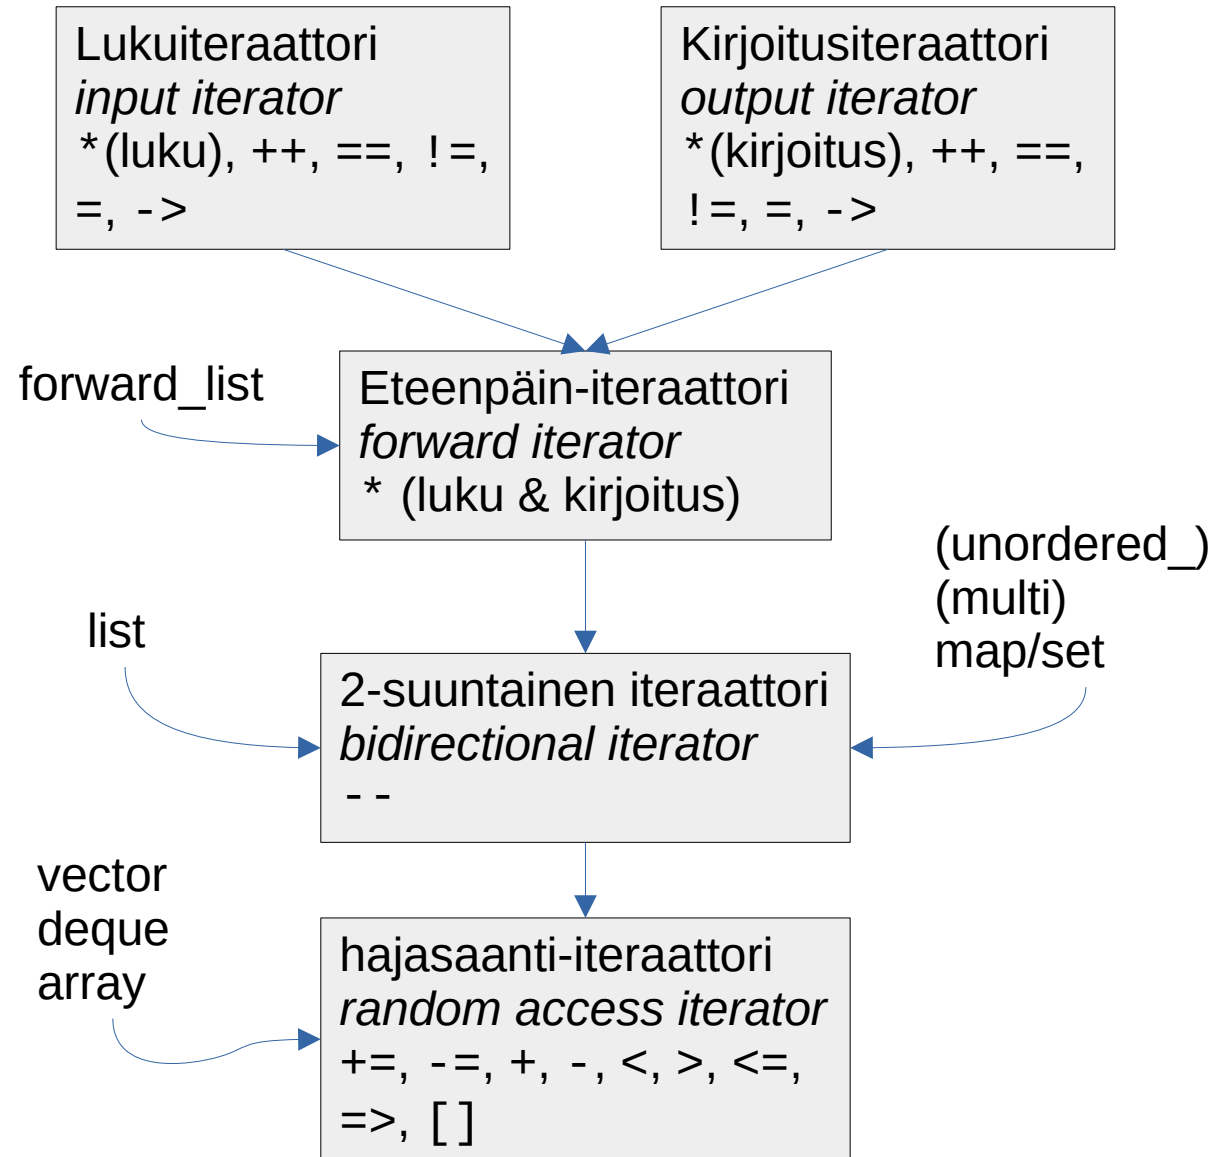 Lukuiteraattori
input iterator
*(luku), ++, ==, !=,
=, ->
Kirjoitusiteraattori
output iterator
*(kirjoitus), ++, ==,
!=, =, ->
forward_list
Eteenpäin-iteraattori
forward iterator
* (luku & kirjoitus)
(unordered_)
(multi)
map/set
list
2-suuntainen iteraattori
bidirectional iterator
--
vector
deque
array
hajasaanti-iteraattori
random access iterator
+=, -=, +, -, <, >, <=,
=>, []